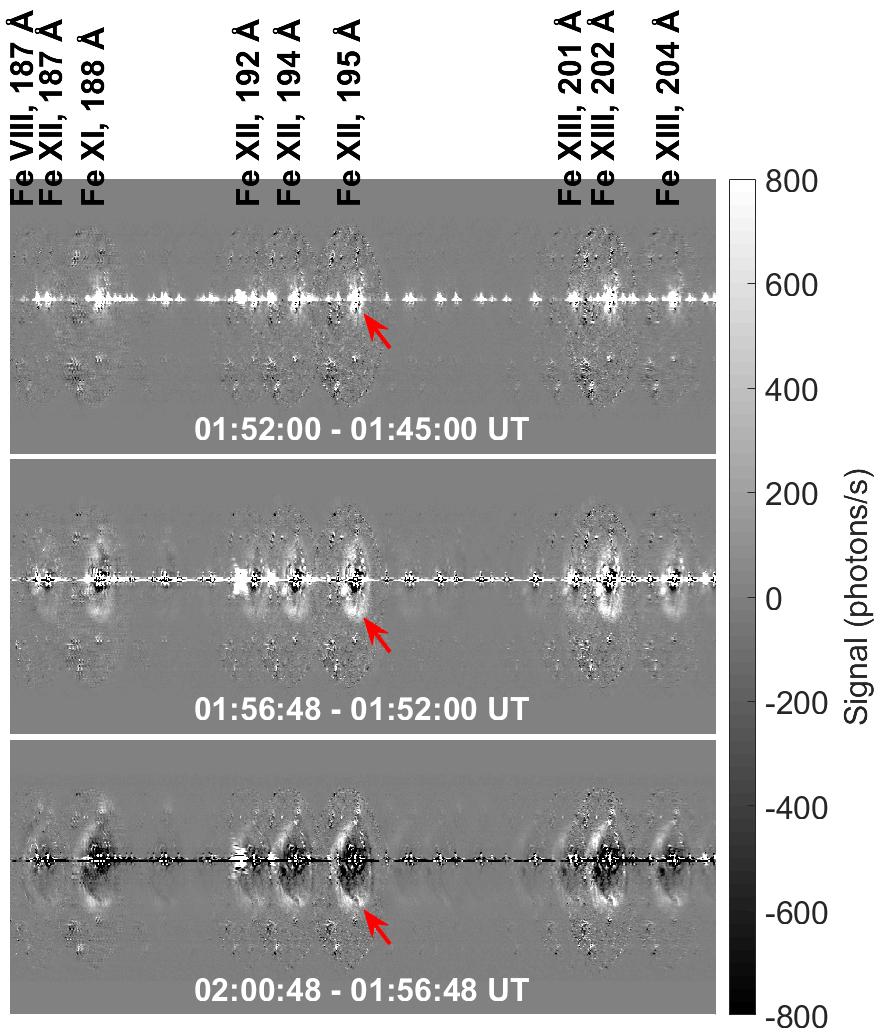 Fe VIII, 187 Å
Fe XII, 187 Å
Fe XI, 188 Å
Fe XII, 192 Å
Fe XII, 194 Å
Fe XII, 195 Å
Fe XIII, 201 Å
Fe XIII, 202 Å
Fe XIII, 204 Å
01:52:00 - 01:45:00 UT
01:56:48 - 01:52:00 UT
02:00:48 - 01:56:48 UT
800
600
400
200
0
-200
-400
-600
-800
Signal (photons/s)